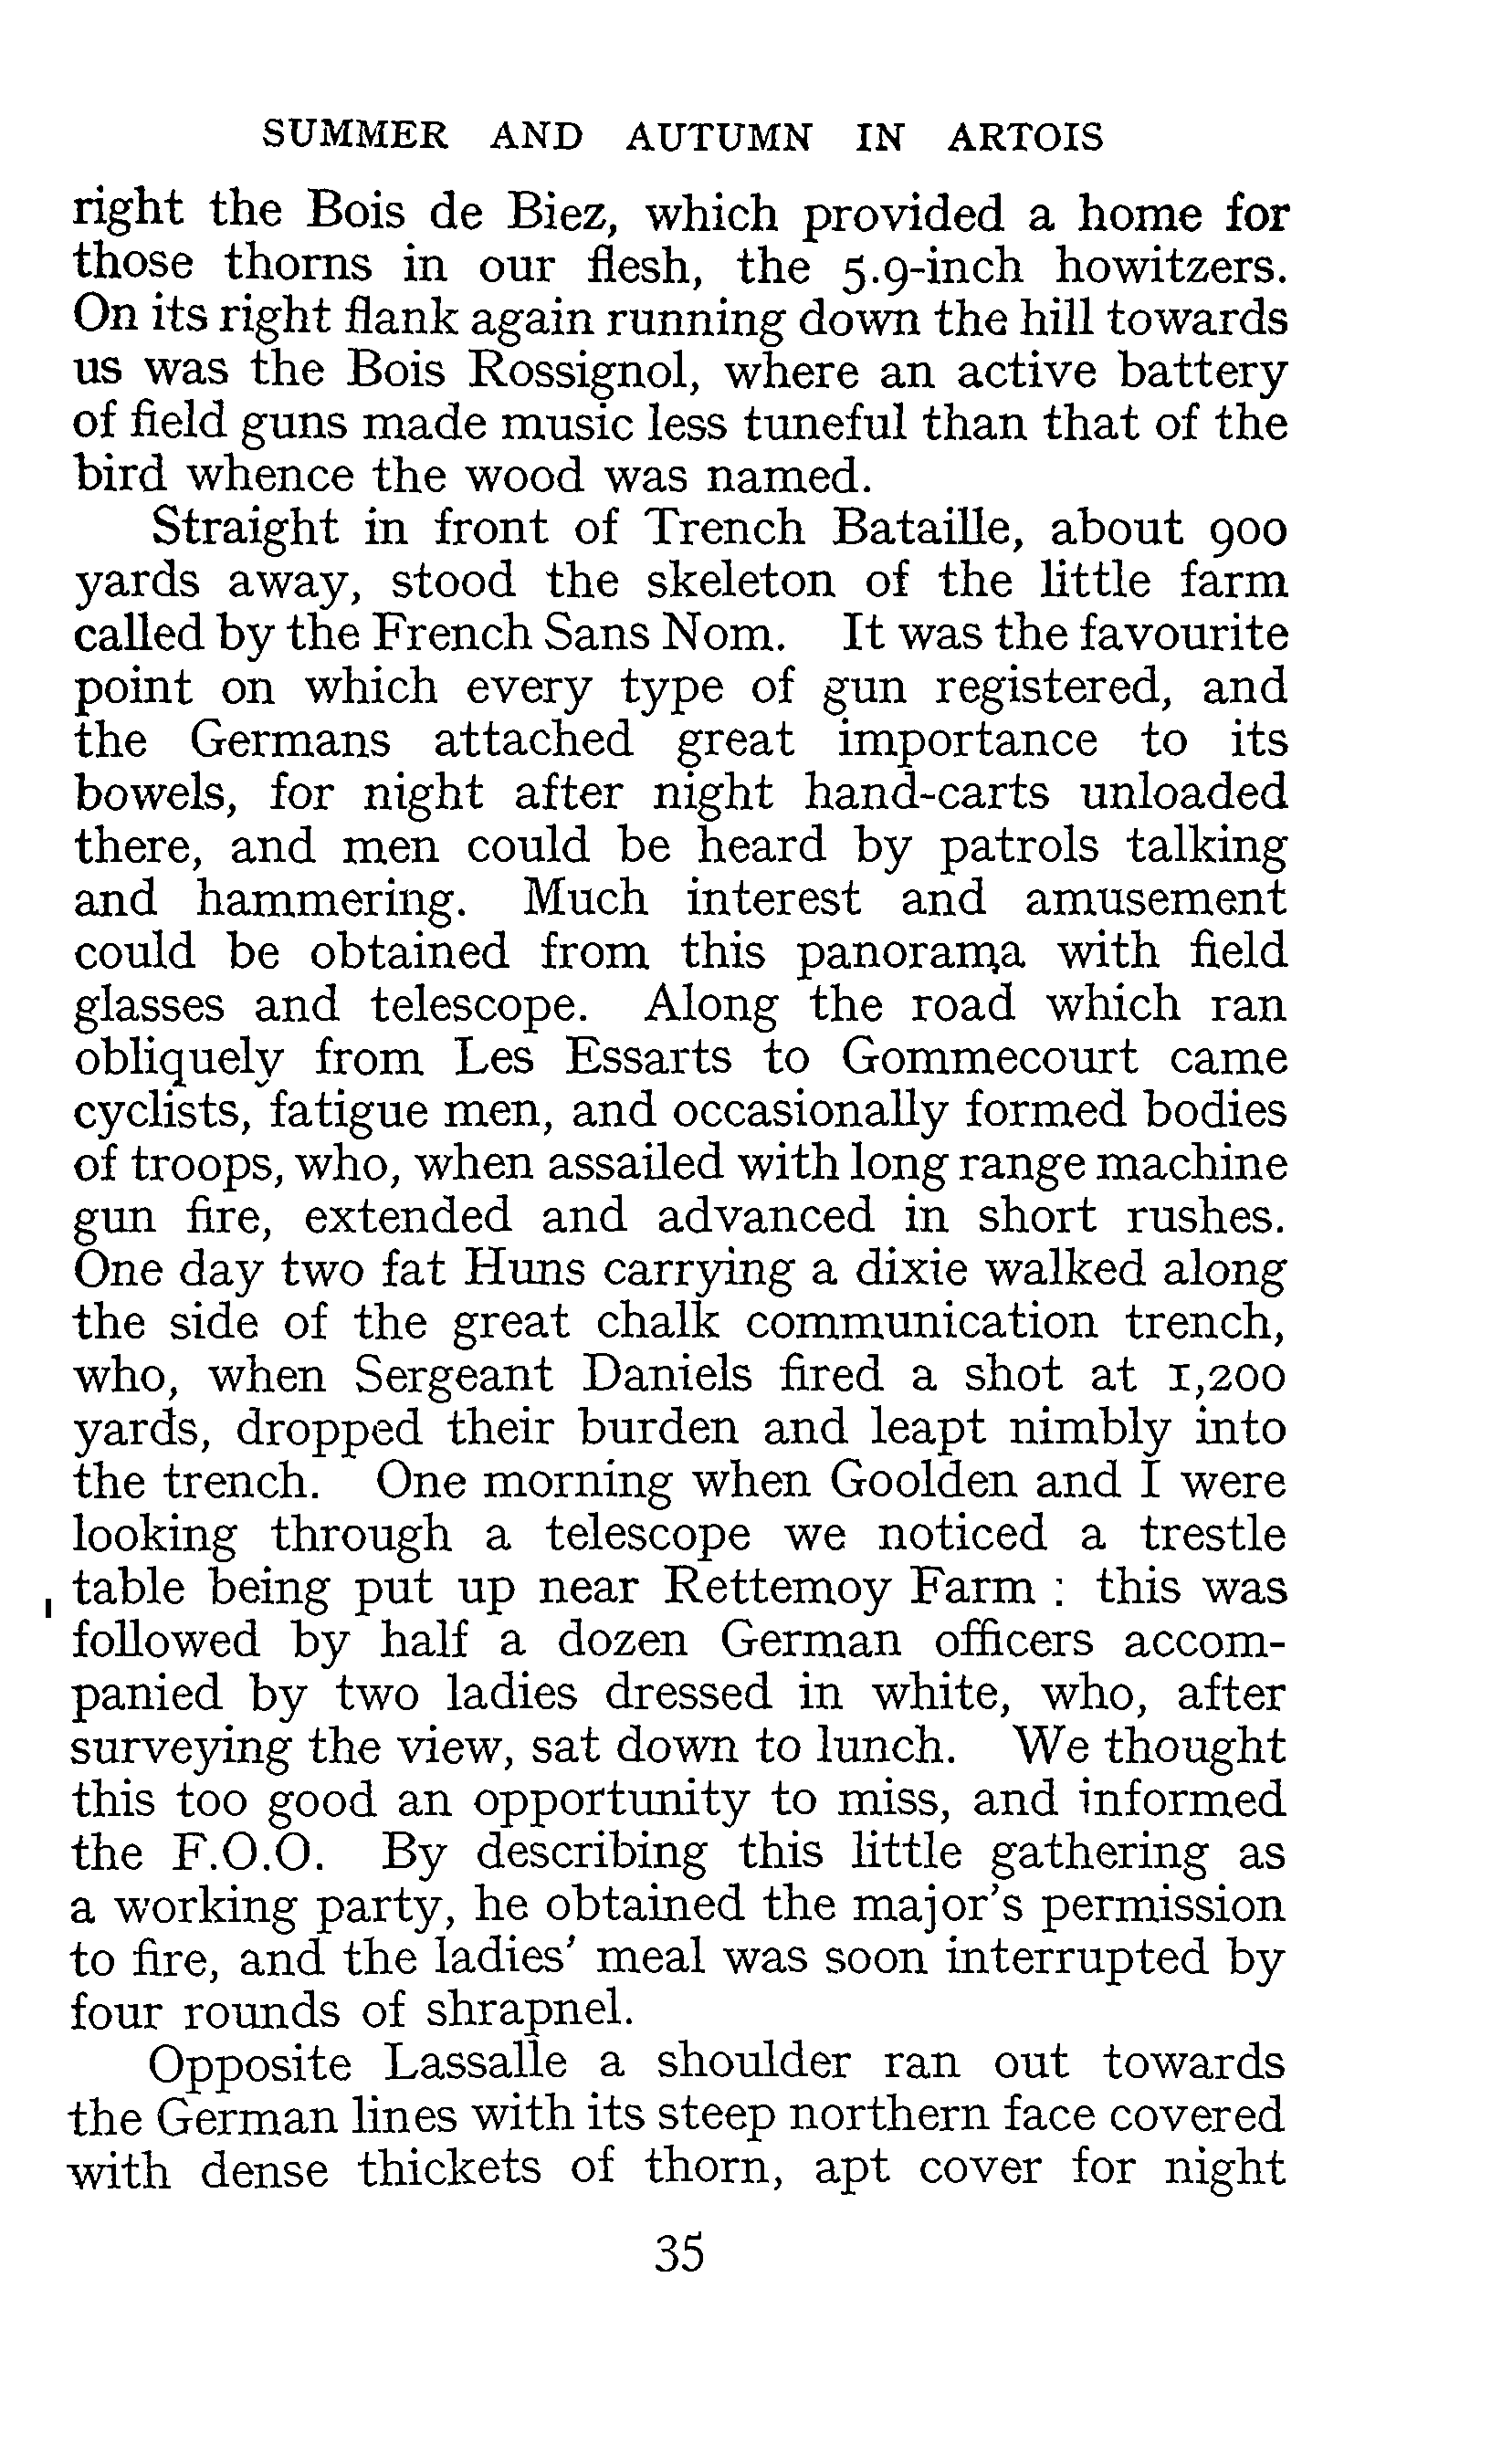 SUMMER AND AUTUMN IN ARTOIS
right the Bois de Biez, which provided a home for
those thorns in our flesh, the 5.9-inch howitzers.
On its right flank again running down the hill towards
us was the Bois Rossignol, where an active battery
of field guns made music less tuneful than that of the
bird whence the wood was named.
Straight in front of Trench Bataille, about 900
yards away, stood the skeleton of the little farm
called by the French Sans Nom. It was the favourite
point on which every type of gun registered, and
the Germans attached great importance to its
bowels, for night after night hand-carts unloaded
there, and men could be heard by patrols talking
and hammering. Much interest and amusement
could be obtained from this panorama with field
glasses and telescope. Along the road which ran
obliquely from Les Essarts to Gommecourt came
cyclists, fatigue men, and occasionally formed bodies
of troops, who, when assailed with long range machine
gun fire, extended and advanced in short rushes.
One day two fat Huns carrying a dixie walked along
the side of the great chalk communication trench,
who, when Sergeant Daniels fired a shot at 1,200
yards, dropped their burden and leapt nimbly into
the trench. One morning when Goolden and I were
looking through a telescope we noticed a trestle
table being put up near Rettemoy Farm : this was
followed by half a dozen German officers accom-
panied by two ladies dressed in white, who, after
surveying the view, sat down to lunch. We thought
this too good an opportunity to miss, and informed
the F.O.O. By describing this little gathering as
a working party, he obtained the major's permission
to fire, and the ladies' meal was soon interrupted by
four rounds of shrapnel.
Opposite Lassalle a shoulder ran out towards
the German lines with its steep northern face covered
with dense thickets of thorn, apt cover for night
35